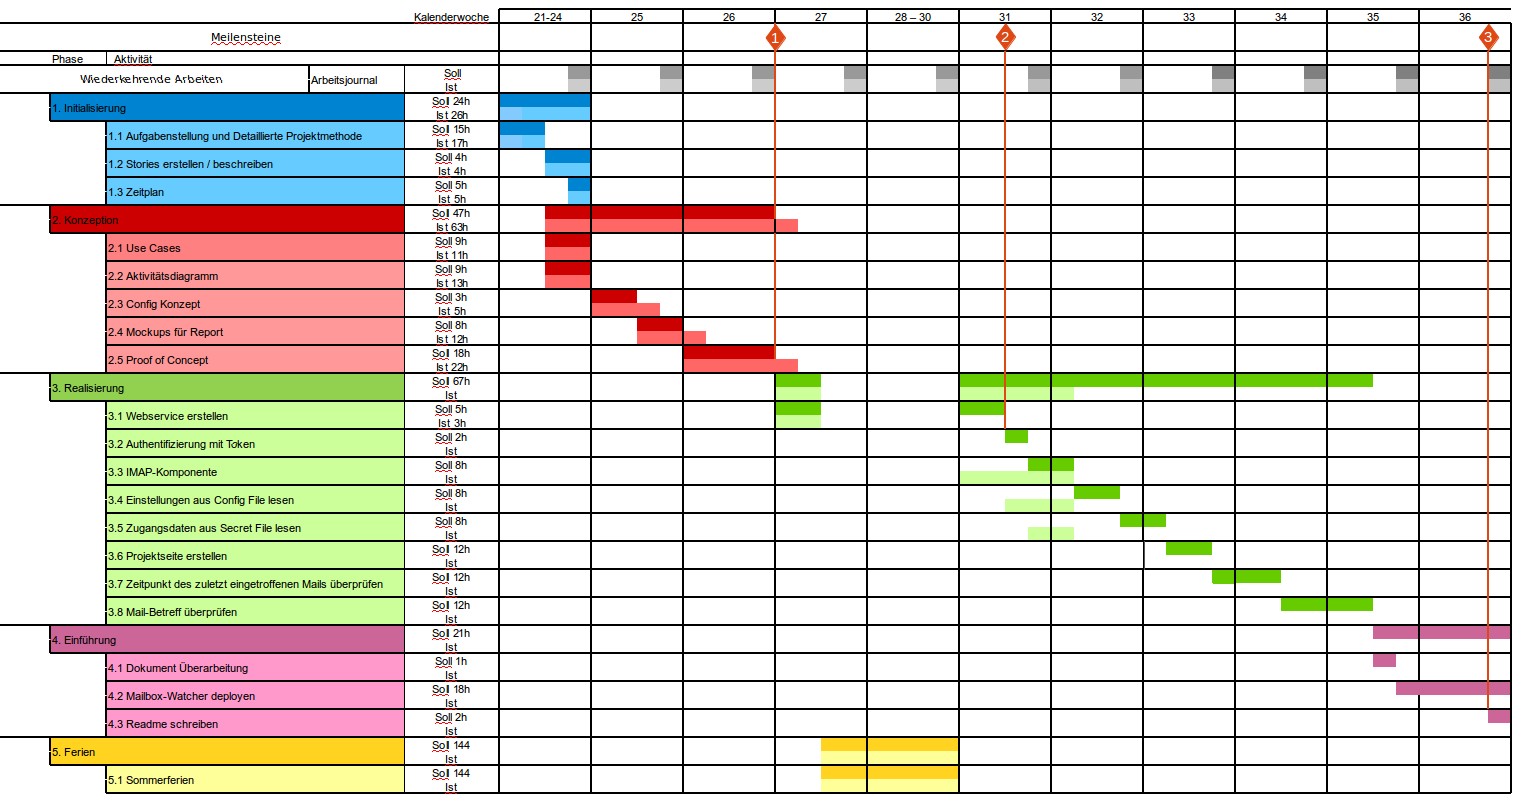 Kalenderwoche 21-24 25 26 27 28 – 30 31 32 33 34 35 36
Meilensteine 1 2 3
Phase Aktivität
Wiederkehrende Arbeiten Arbeitsjournal Soll
Ist
1. Initialisierung Soll 24h
Ist 26h
1.1 Aufgabenstellung und Detaillierte Projektmethode Soll 15h
Ist 17h
1.2 Stories erstellen / beschreiben Soll 4h
Ist 4h
1.3 Zeitplan Soll 5h
Ist 5h
2. Konzeption Soll 47h
Ist 63h
2.1 Use Cases Soll 9h
Ist 11h
2.2 Aktivitätsdiagramm Soll 9h
Ist 13h
2.3 Config Konzept Soll 3h
Ist 5h
2.4 Mockups für Report Soll 8h
Ist 12h
2.5 Proof of Concept Soll 18h
Ist 22h
3. Realisierung Soll 67h
Ist
3.1 Webservice erstellen Soll 5h
Ist 3h
3.2 Authentifizierung mit Token Soll 2h
Ist
3.3 IMAP-Komponente Soll 8h
Ist
3.4 Einstellungen aus Config File lesen Soll 8h
Ist
3.5 Zugangsdaten aus Secret File lesen Soll 8h
Ist
3.6 Projektseite erstellen Soll 12h
Ist
3.7 Zeitpunkt des zuletzt eingetroffenen Mails überprüfen Soll 12h
Ist
3.8 Mail-Betreff überprüfen Soll 12h
Ist
4. Einführung Soll 21h
Ist
4.1 Dokument Überarbeitung Soll 1h
Ist
4.2 Mailbox-Watcher deployen Soll 18h
Ist
4.3 Readme schreiben Soll 2h
Ist
5. Ferien Soll 144
Ist
5.1 Sommerferien Soll 144
Ist